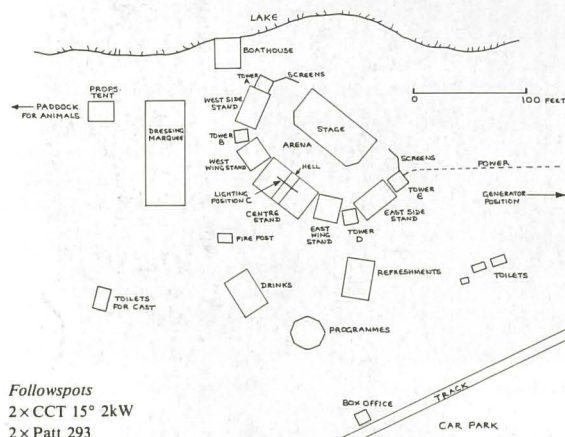 LAKE
BOATHOUSE
TOWER
A
SCREENS
PROPS-
TENT
PADDOCK
FOR ANIMALS
WEST SIDE
STAND
100 FEET
DRESSING
MARQUEE
STAGE
TOWER
B
ARENA
WEST
WING STAND
HELL
SCREENS
POWER
LIGHTING
POSITION C
CENTRE
STAND
TOWER
E
GENERATOR
POSITION
EAST
WING
STAND
TOWER
D
EAST SIDE
STAND
FIRE POST
REFRESHMENTS
TOILETS
DRINKS
TOILETS
FOR CAST
PROGRAMMES
TRACK
BOX OFFICE
CAR PARK
Followspots
2 × CCT 15° 2kW
2 × Patt 293